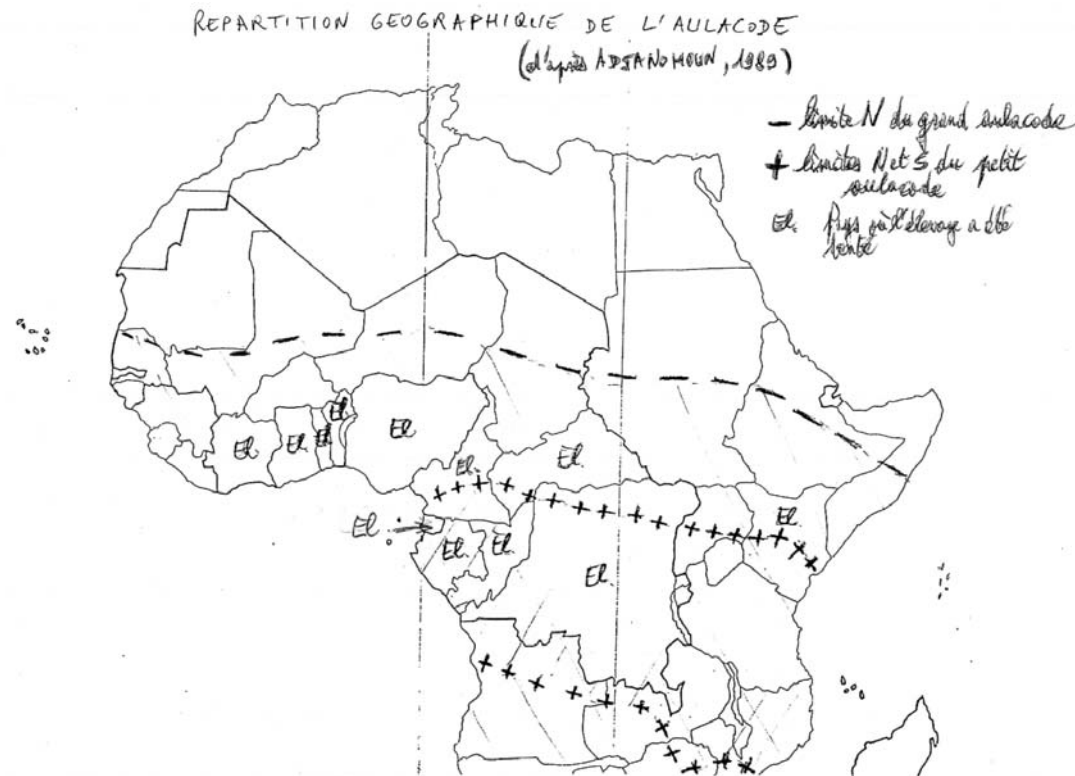 REPARTITION GEOGRAPHIQUE DE L'AULACODE
(d'après ADJANOHOUN, 1989)
limite N du grand aulacode
limites N et S du petit
aulacode
El. Pays où l'élevage a été
tenté
El.
El
El
El.
El
El.
El.
El.
El.
El.
El.
El.
El.